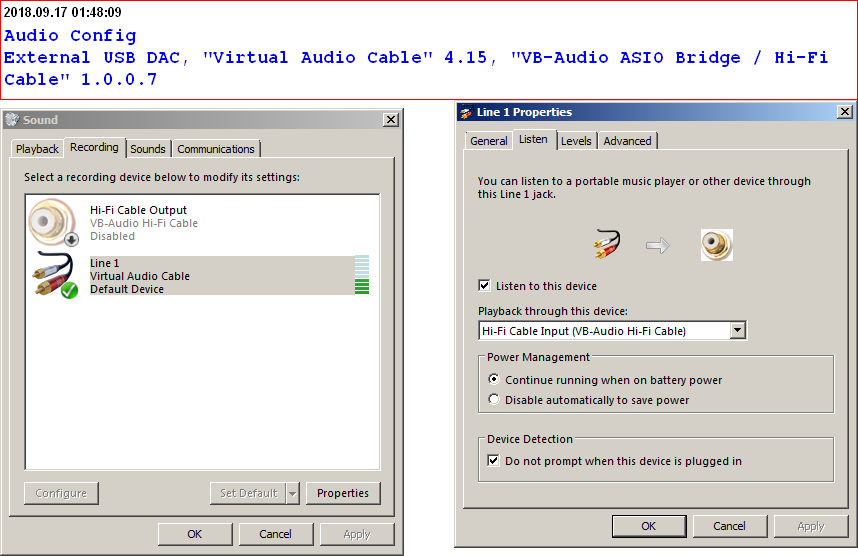 2018.09.17 01:48:09
Audio Config
External USB DAC, "Virtual Audio Cable" 4.15, "VB-Audio ASIO Bridge / Hi-Fi
Cable" 1.0.0.7
Sound
Playback Recording Sounds Communications
Select a recording device below to modify its settings:
Hi-Fi Cable Output
VB-Audio Hi-Fi Cable
Disabled
Line 1
Virtual Audio Cable
Default Device
Configure Set Default Properties
OK Cancel Apply
Line 1 Properties
General Listen Levels Advanced
You can listen to a portable music player or other device through
this Line 1 jack.
Listen to this device
Playback through this device:
Hi-Fi Cable Input (VB-Audio Hi-Fi Cable)
Power Management
Continue running when on battery power
Disable automatically to save power
Device Detection
Do not prompt when this device is plugged in
OK Cancel Apply